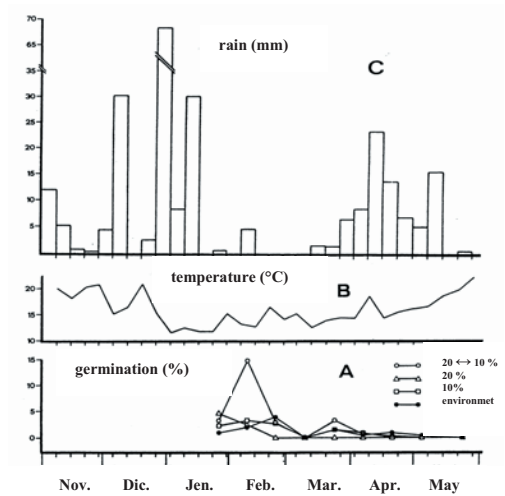 70
rain (mm)
65
C
35
30
25
20
15
10
5
temperature (°C)
20
B
15
10
15
germination (%)
A
20 ↔ 10 %
10
20 %
10%
5
environmet
0
Nov. Dic. Jen. Feb. Mar. Apr. May